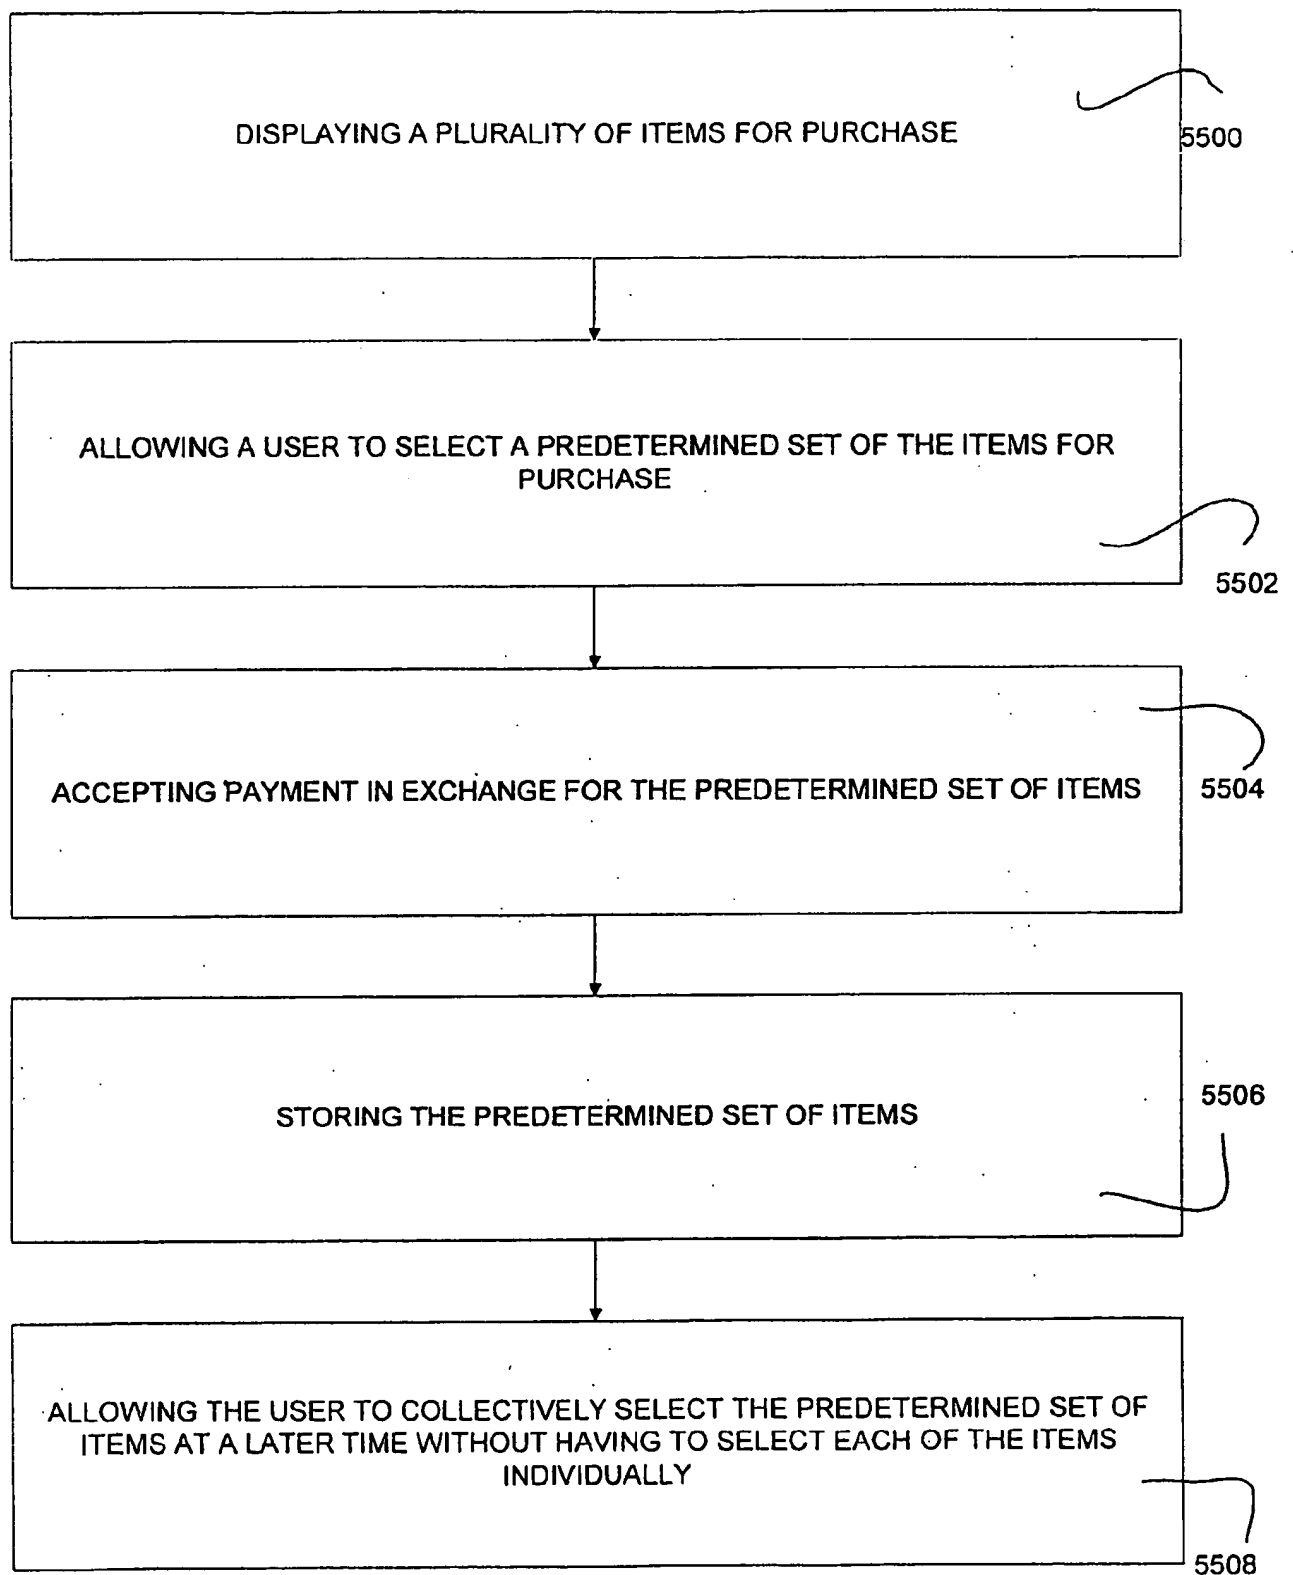 DISPLAYING A PLURALITY OF ITEMS FOR PURCHASE
5500
ALLOWING A USER TO SELECT A PREDETERMINED SET OF THE ITEMS FOR
PURCHASE
5502
ACCEPTING PAYMENT IN EXCHANGE FOR THE PREDETERMINED SET OF ITEMS
5504
STORING THE PREDETERMINED SET OF ITEMS
5506
ALLOWING THE USER TO COLLECTIVELY SELECT THE PREDETERMINED SET OF
ITEMS AT A LATER TIME WITHOUT HAVING TO SELECT EACH OF THE ITEMS
INDIVIDUALLY
5508